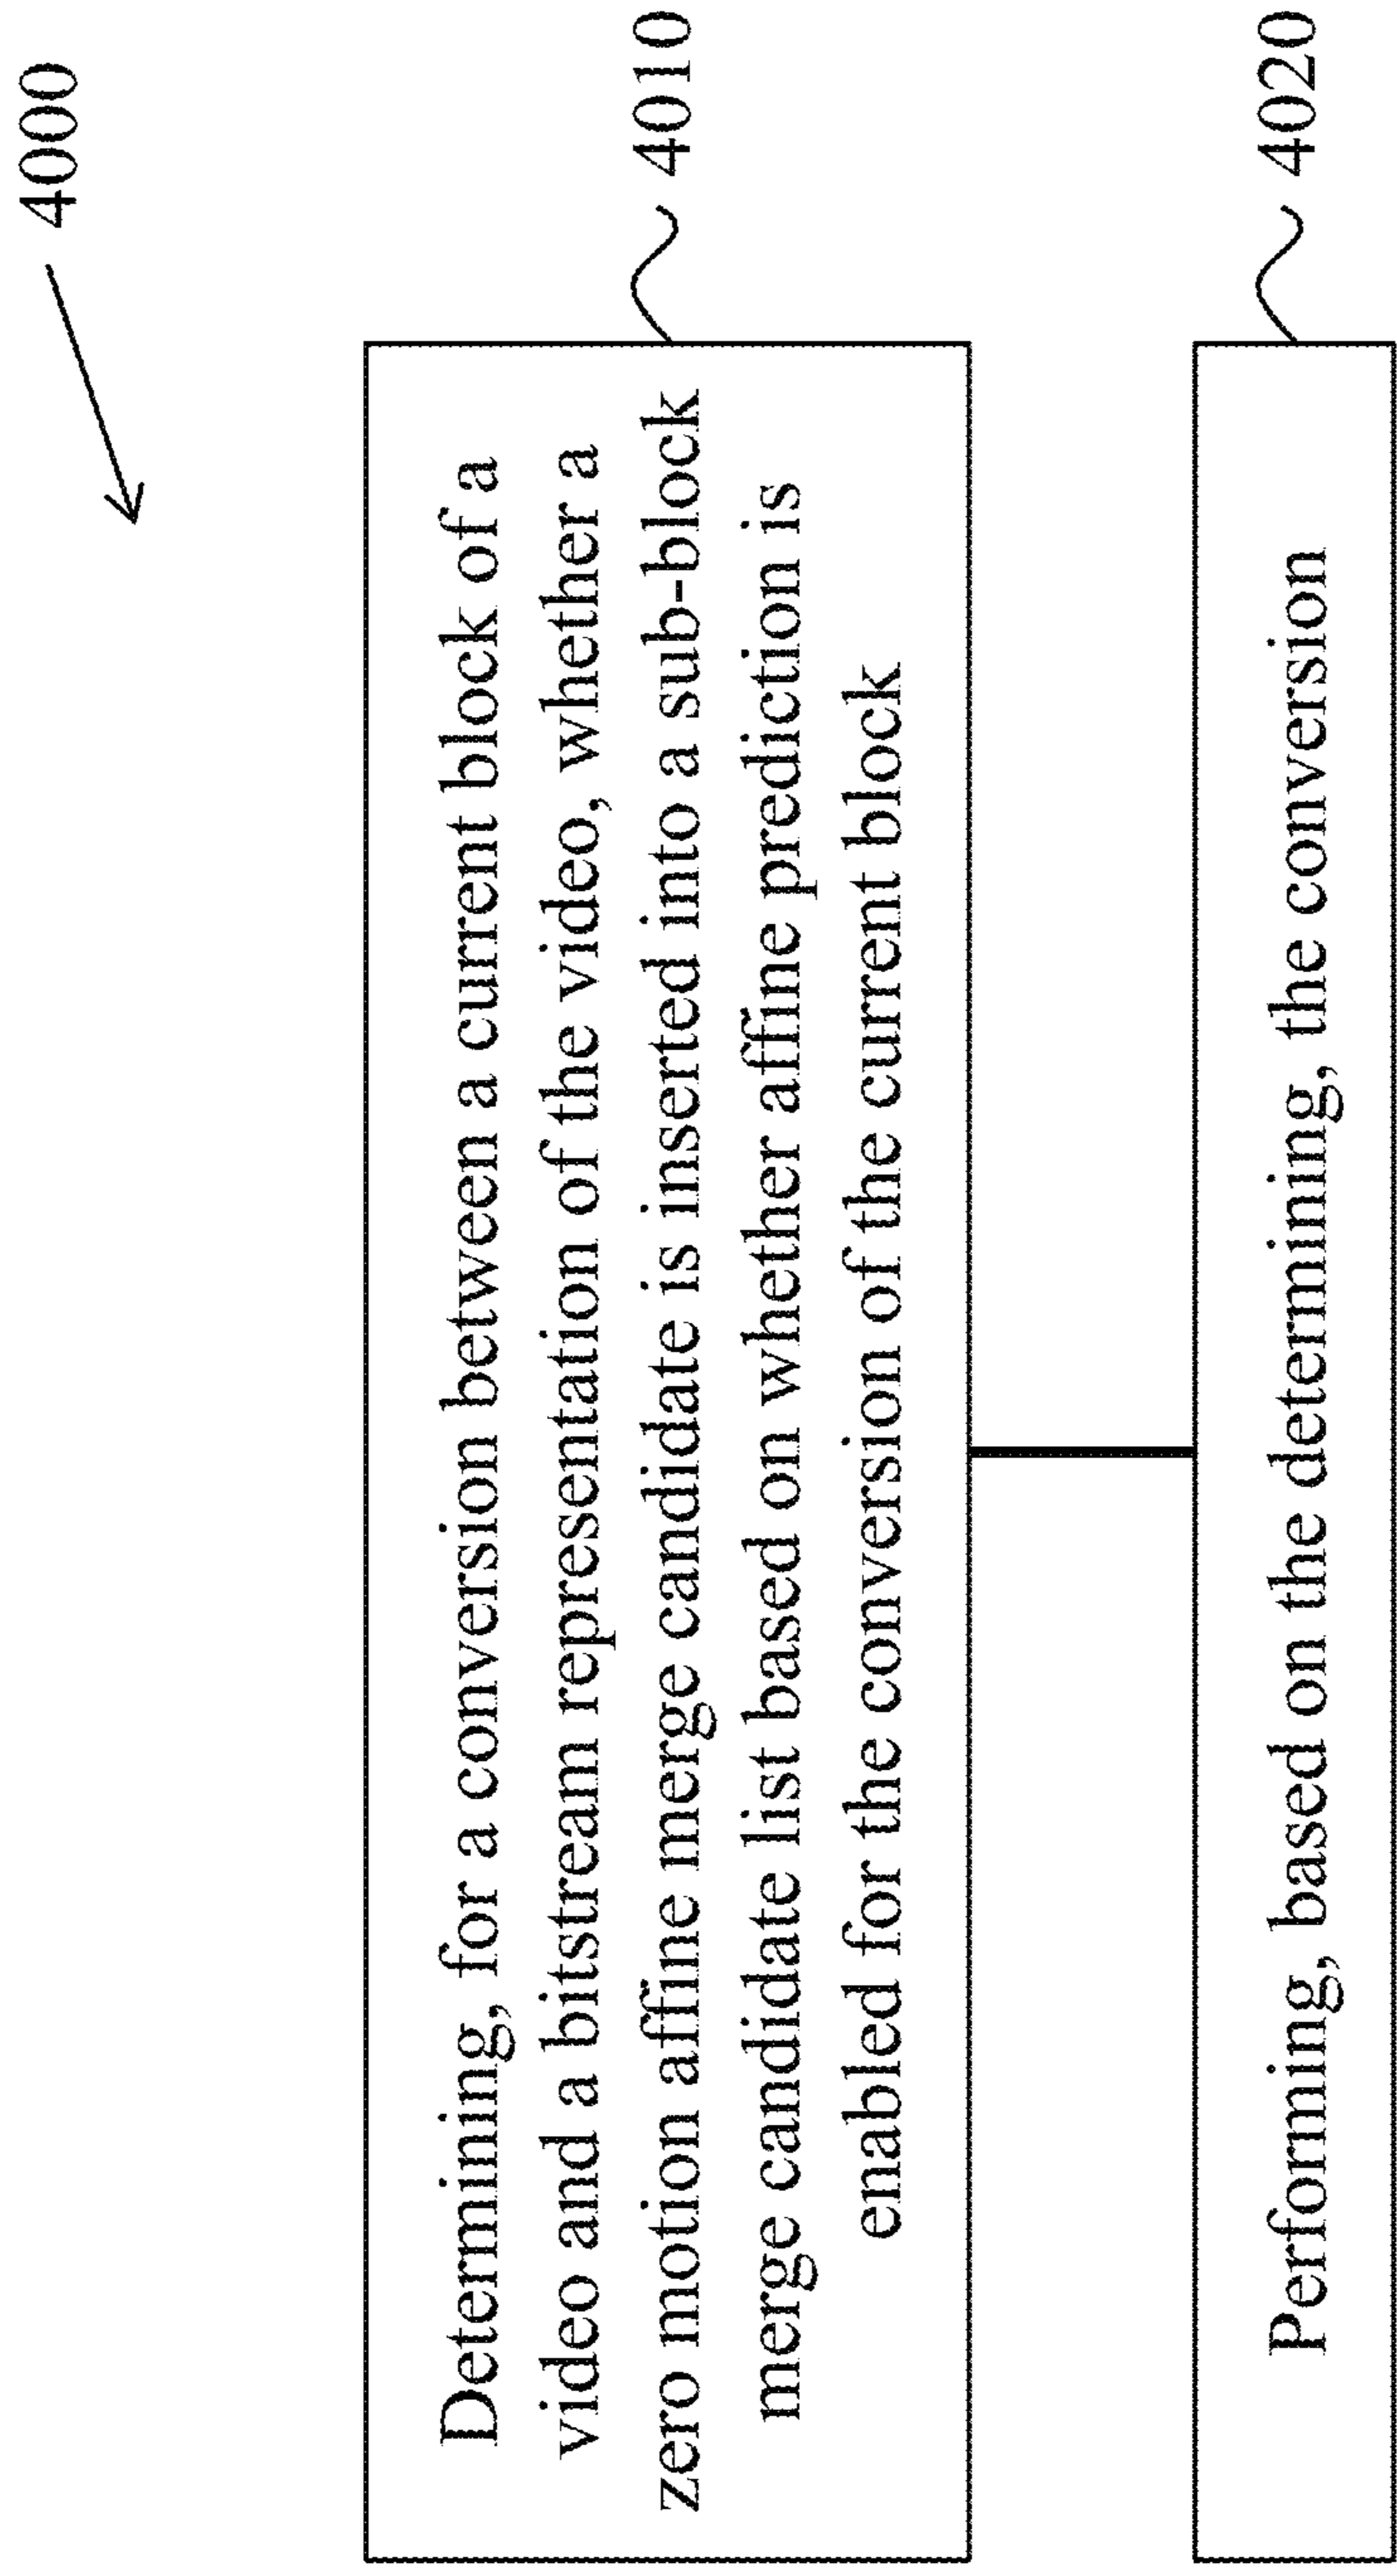 4000
Determining, for a conversion between a current block of a
video and a bitstream representation of the video, whether a
zero motion affine merge candidate is inserted into a sub-block
merge candidate list based on whether affine prediction is
enabled for the conversion of the current block
4010
Performing, based on the determining, the conversion
4020